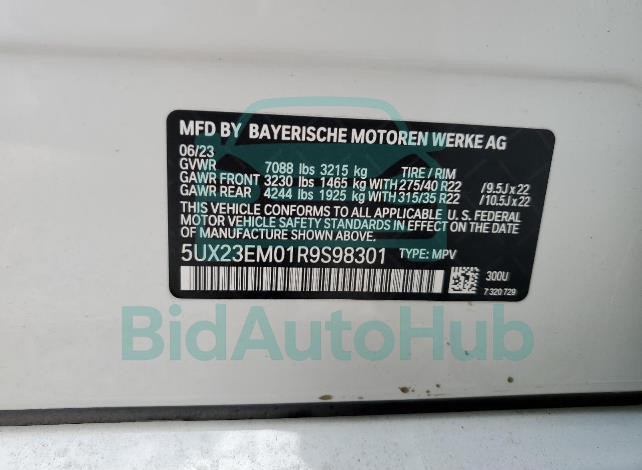 MFD BY BAYERISCHE MOTOREN WERKE AG
06/23
GVWR 7088 lbs 3215 kg TIRE / RIM
GAWR FRONT 3230 lbs 1465 kg WITH 275/40 R22 /9.5J x 22
GAWR REAR 4244 lbs 1925 kg WITH 315/35 R22 /10.5J x 22
THIS VEHICLE CONFORMS TO ALL APPLICABLE U. S. FEDERAL
MOTOR VEHICLE SAFETY STANDARDS IN EFFECT ON THE
DATE OF MANUFACTURE SHOWN ABOVE.
5UX23EM01R9S98301 TYPE: MPV
300U
7 320 729
BidAutoHub